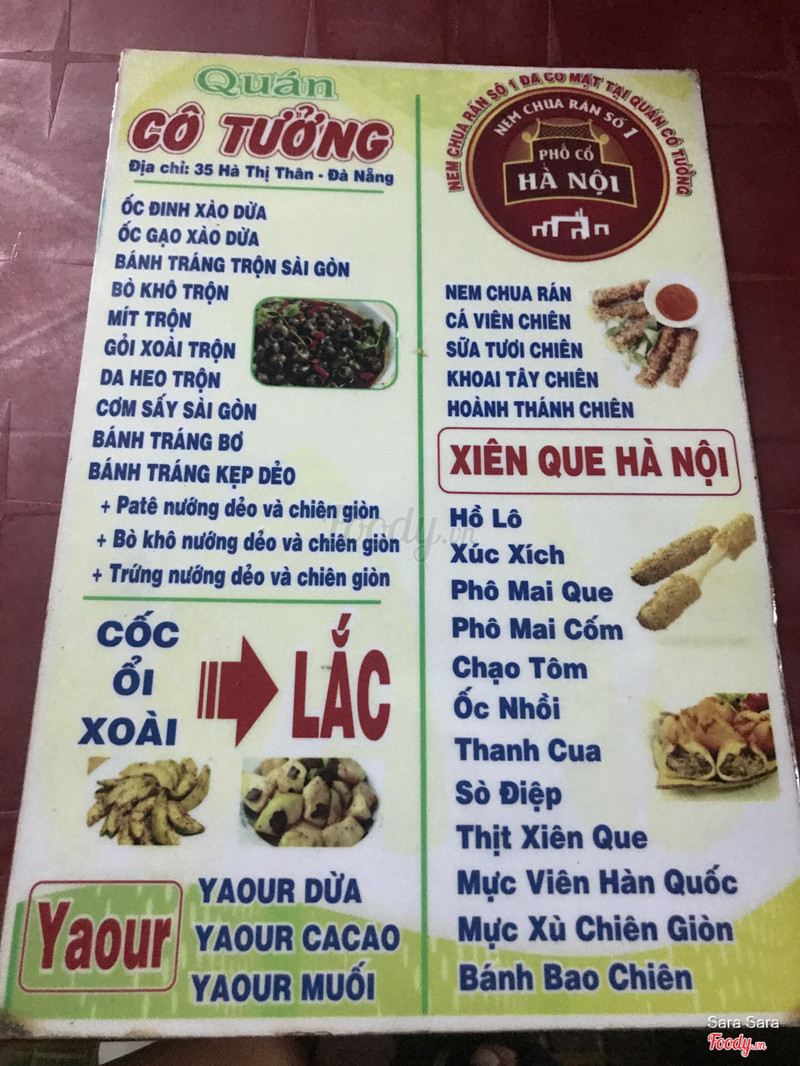 Quán
CÔ TƯỞNG
Địa chỉ: 35 Hà Thị Thân - Đà Nẵng
ỐC ĐINH XÀO DỪA
ỐC GẠO XÀO DỪA
BÁNH TRÁNG TRỘN SÀI GÒN
BÒ KHÔ TRỘN
MÍT TRỘN
GỎI XOÀI TRỘN
DA HEO TRỘN
CƠM SẤY SÀI GÒN
BÁNH TRÁNG BƠ
BÁNH TRÁNG KẸP DẺO
+ Patê nướng dẻo và chiên giòn
+ Bò khô nướng dẻo và chiên giòn
+ Trứng nướng dẻo và chiên giòn
CỐC
ỔI
XOÀI
LẮC
Yaour
YAOUR DỪA
YAOUR CACAO
YAOUR MUỐI
NEM CHUA RÁN SỐ 1 ĐÃ CÓ MẶT TẠI QUÁN CÔ TƯỞNG
NEM CHUA RÁN SỐ 1
PHỐ CỔ
HÀ NỘI
NEM CHUA RÁN
CÁ VIÊN CHIÊN
SỮA TƯƠI CHIÊN
KHOAI TÂY CHIÊN
HOÀNH THÁNH CHIÊN
XIÊN QUE HÀ NỘI
Hồ Lô
Xúc Xích
Phô Mai Que
Phô Mai Cốm
Chạo Tôm
Ốc Nhồi
Thanh Cua
Sò Điệp
Thịt Xiên Que
Mực Viên Hàn Quốc
Mực Xù Chiên Giòn
Bánh Bao Chiên
foody.vn
Sara Sara
Foody.vn